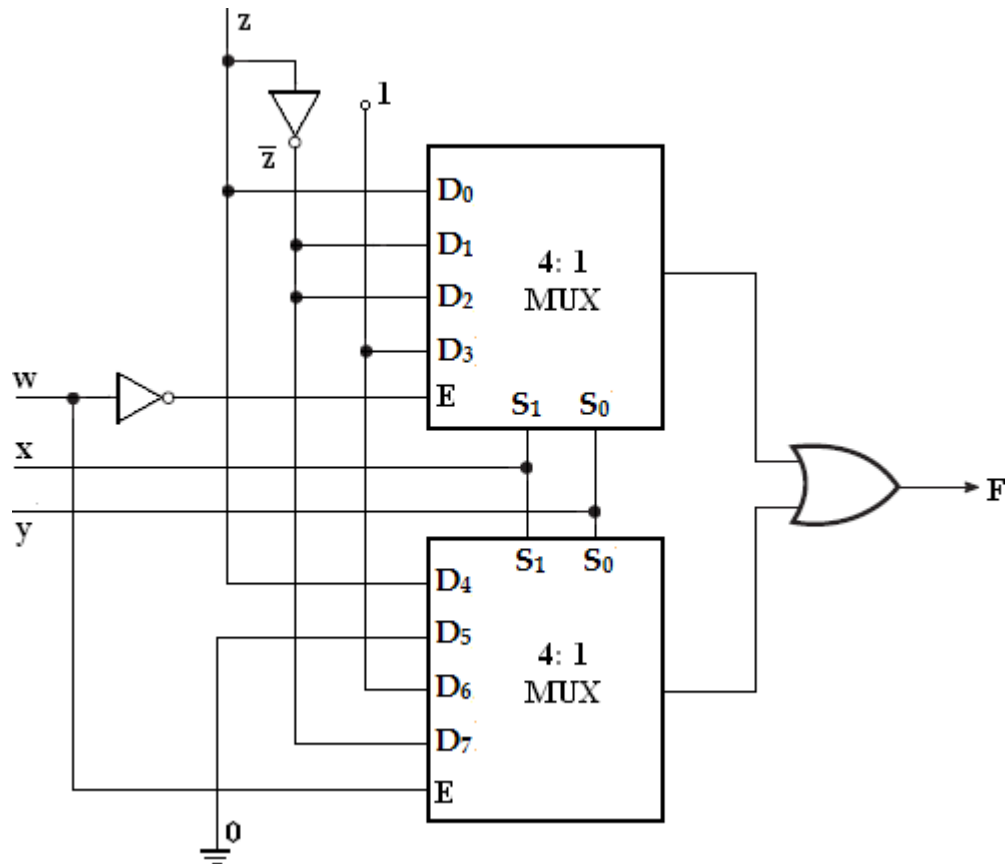 z
1
z̅
D₀
D₁
4: 1
D₂
MUX
D₃
w
E
S₁ S₀
x
F
y
S₁ S₀
D₄
D₅
4: 1
D₆
MUX
D₇
E
0